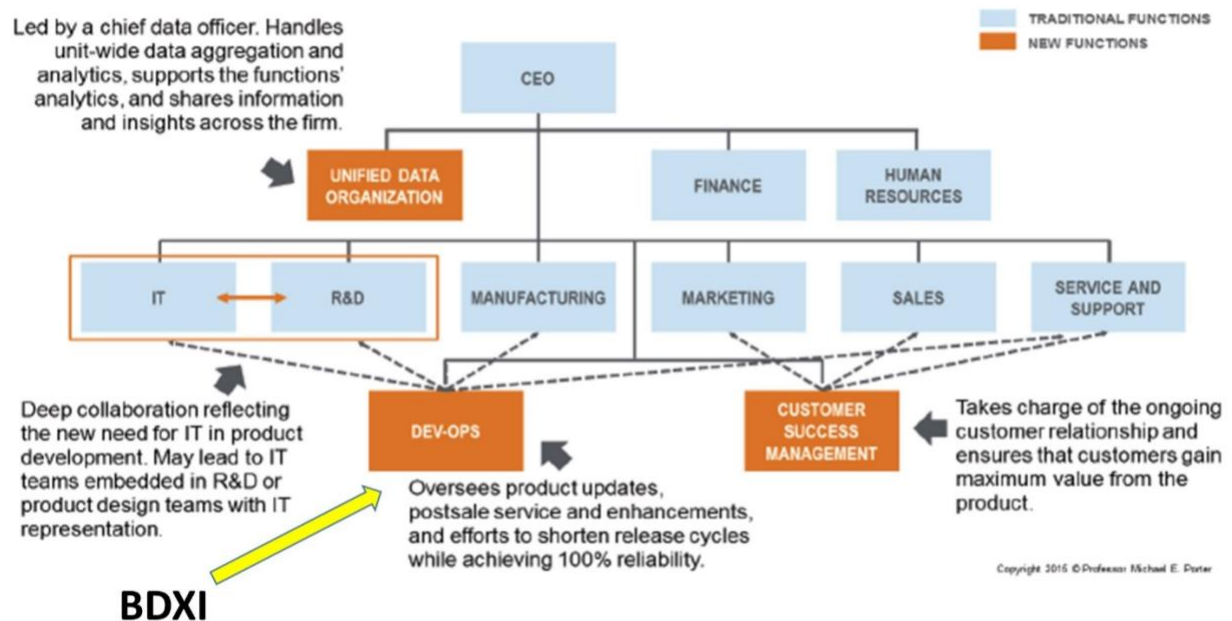 Led by a chief data officer. Handles
unit-wide data aggregation and
analytics, supports the functions'
analytics, and shares information
and insights across the firm.
TRADITIONAL FUNCTIONS
NEW FUNCTIONS
CEO
UNIFIED DATA
ORGANIZATION
FINANCE
HUMAN
RESOURCES
IT
R&D
MANUFACTURING
MARKETING
SALES
SERVICE AND
SUPPORT
Deep collaboration reflecting
the new need for IT in product
development. May lead to IT
teams embedded in R&D or
product design teams with IT
representation.
DEV-OPS
Oversees product updates,
postsale service and enhancements,
and efforts to shorten release cycles
while achieving 100% reliability.
CUSTOMER
SUCCESS
MANAGEMENT
Takes charge of the ongoing
customer relationship and
ensures that customers gain
maximum value from the
product.
Copyright 2015 © Professor Michael E. Porter
BDXI